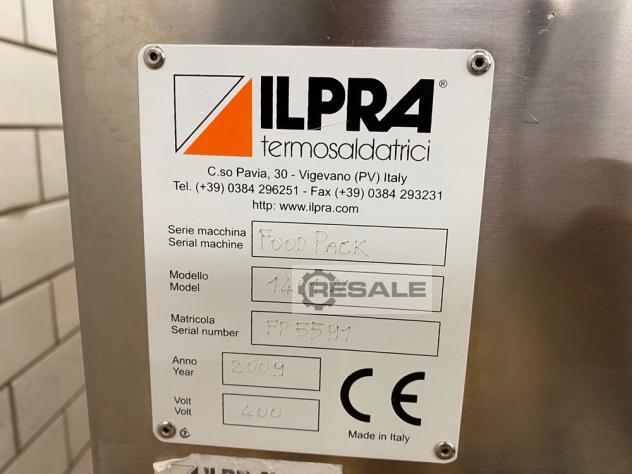 ILPRA®
termosaldatrici
C.so Pavia, 30 - Vigevano (PV) Italy
Tel. (+39) 0384 296251 - Fax (+39) 0384 293231
http: www.ilpra.com
Serie macchina
Serial machine
FOOD PACK
Modello
Model
RESALE
Matricola
Serial number
FP 5591
Anno
Year
2009
Volt
Volt
400
CE
Made in Italy